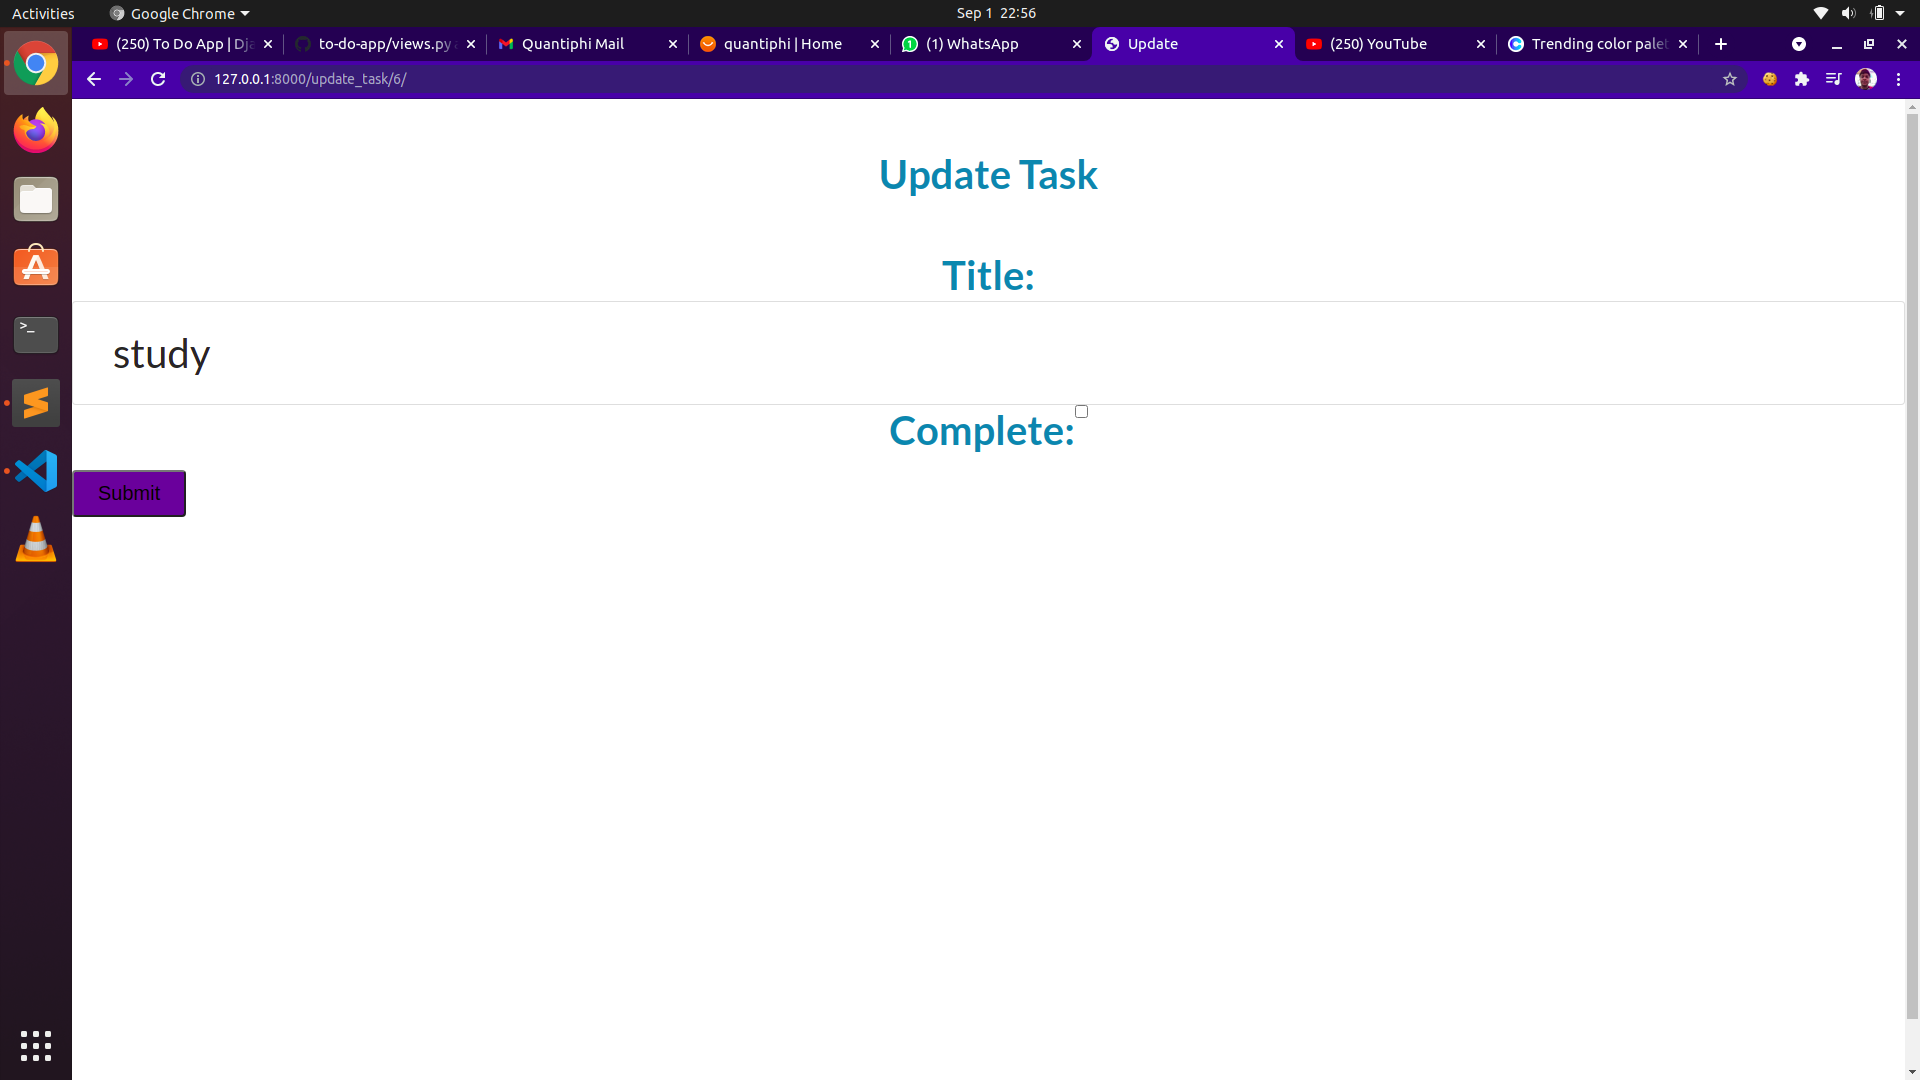 Activities
Google Chrome
Sep 1 22:56
(250) To Do App | Dja
to-do-app/views.py
Quantiphi Mail
quantiphi | Home
(1) WhatsApp
Update
(250) YouTube
Trending color palet
127.0.0.1:8000/update_task/6/
Update Task
Title:
study
Complete:
Submit